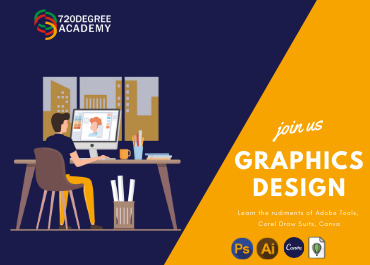 720DEGREE
ACADEMY
join us
GRAPHICS
DESIGN
Learn the rudiments of Adobe Tools,
Corel Draw Suits, Canva
Ps
Ai
Canva